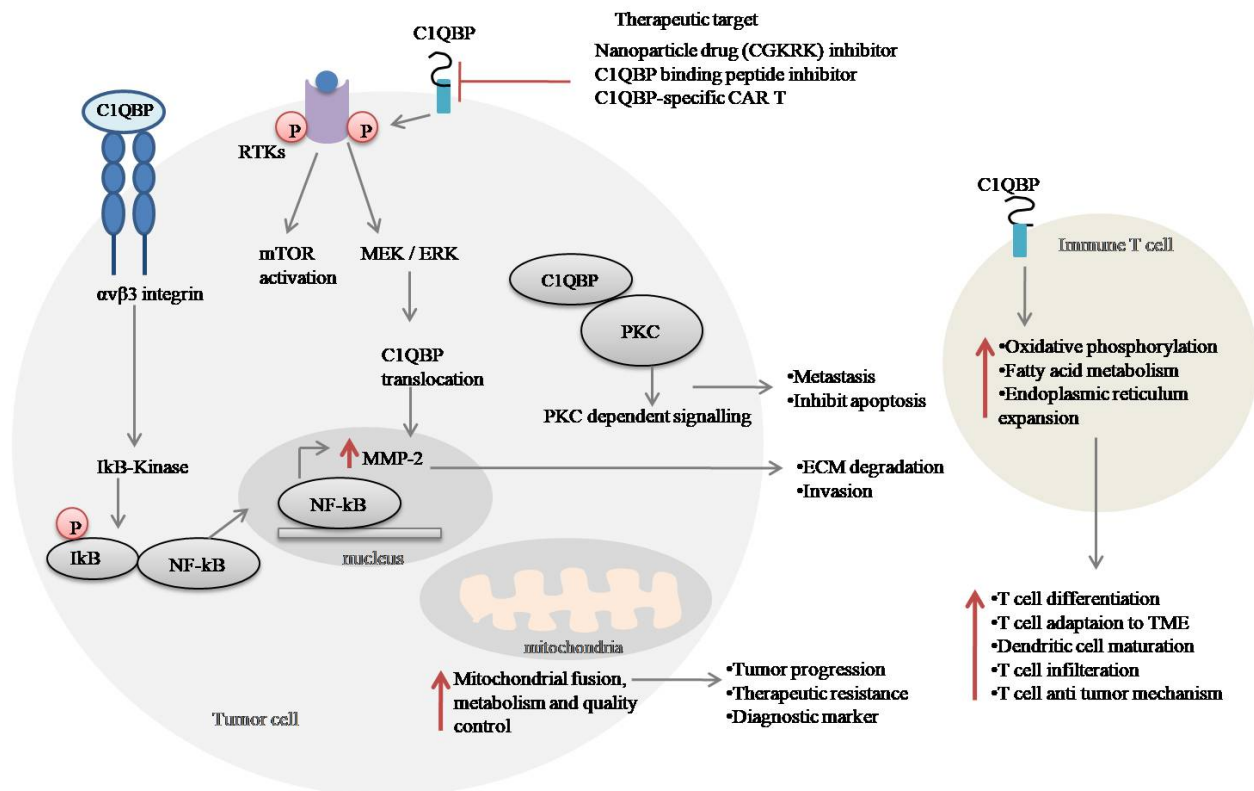 Therapeutic target
C1QBP
Nanoparticle drug (CGKRK) inhibitor
C1QBP binding peptide inhibitor
C1QBP-specific CAR T
C1QBP
P
P
RTKs
αvβ3 integrin
mTOR
activation
MEK / ERK
C1QBP
translocation
C1QBP
PKC
PKC dependent signalling
•Metastasis
•Inhibit apoptosis
IkB-Kinase
P
IkB
NF-kB
MMP-2
NF-kB
nucleus
•ECM degradation
•Invasion
mitochondria
Mitochondrial fusion,
metabolism and quality
control
•Tumor progression
•Therapeutic resistance
•Diagnostic marker
Tumor cell
C1QBP
Immune T cell
•Oxidative phosphorylation
•Fatty acid metabolism
•Endoplasmic reticulum
expansion
•T cell differentiation
•T cell adaptaion to TME
•Dendritic cell maturation
•T cell infilteration
•T cell anti tumor mechanism